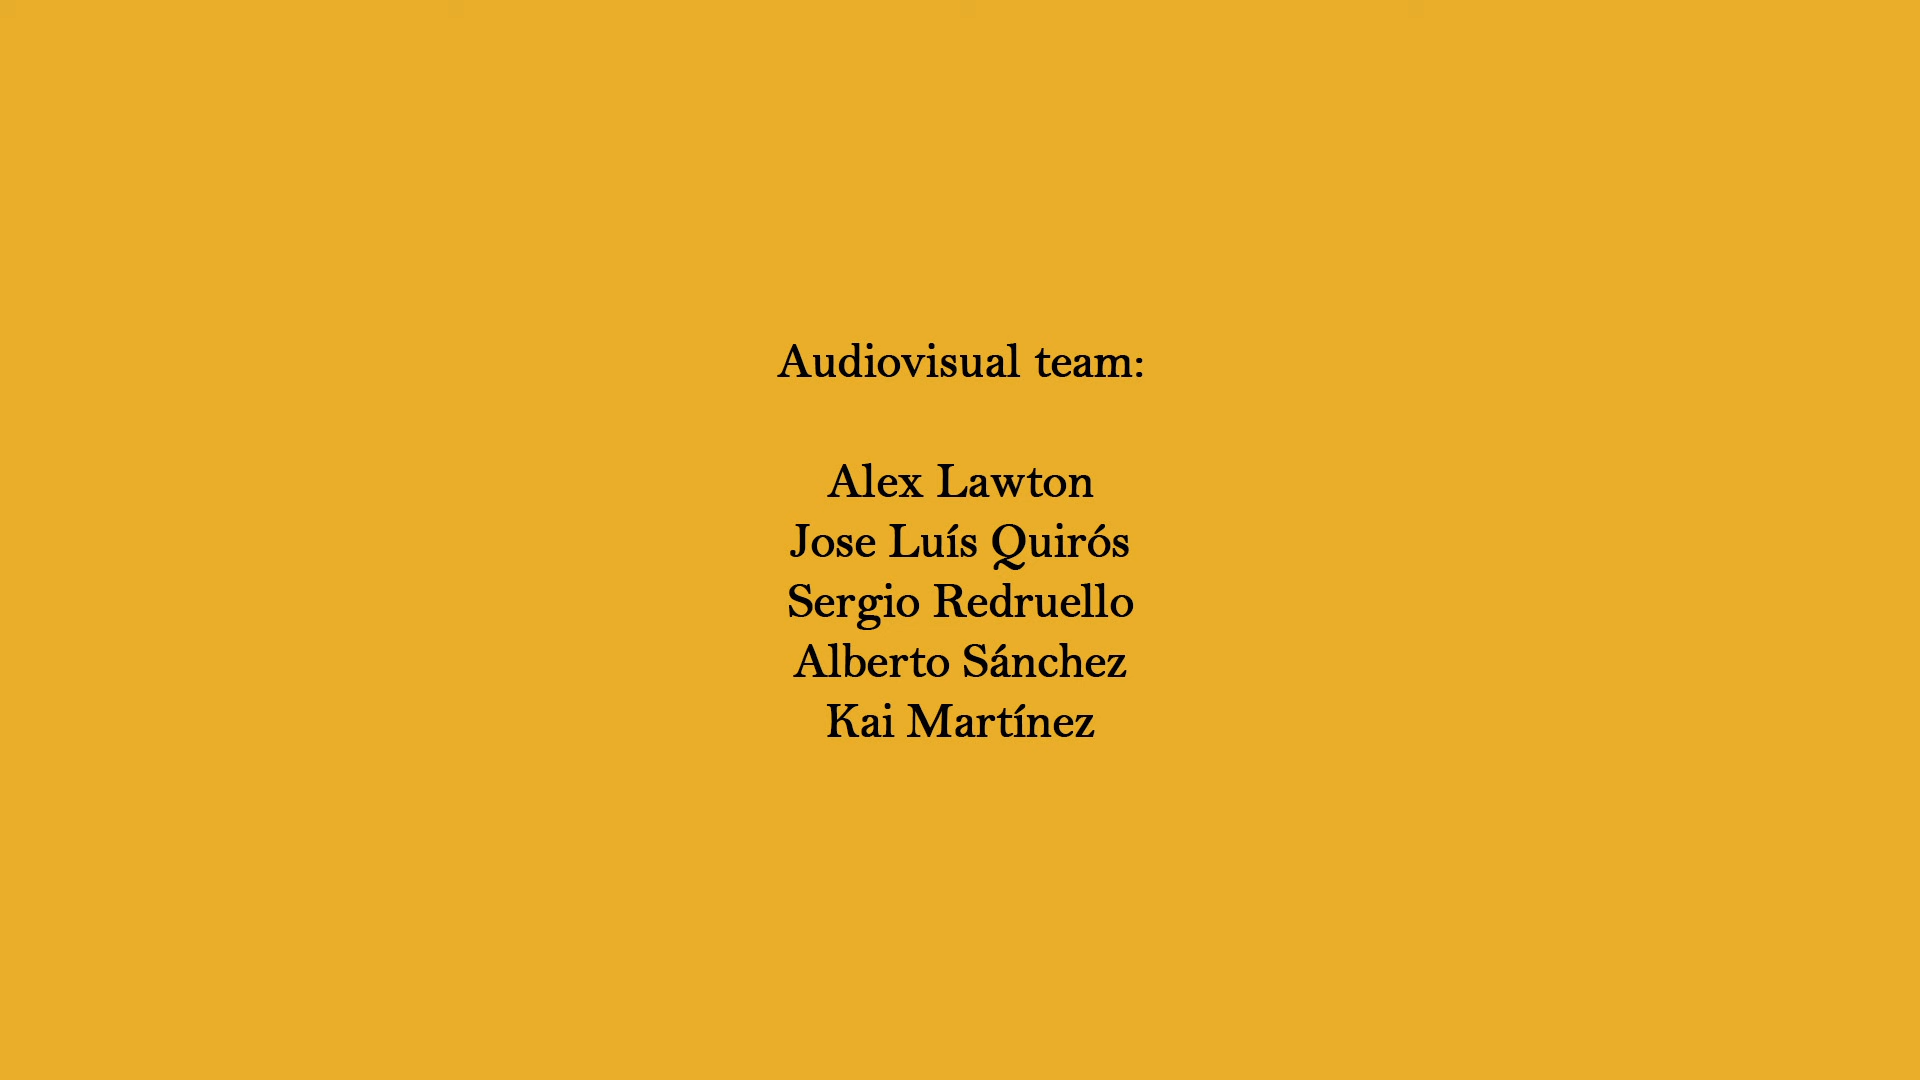 Audiovisual team:
Alex Lawton
Jose Luís Quirós
Sergio Redruello
Alberto Sánchez
Kai Martínez